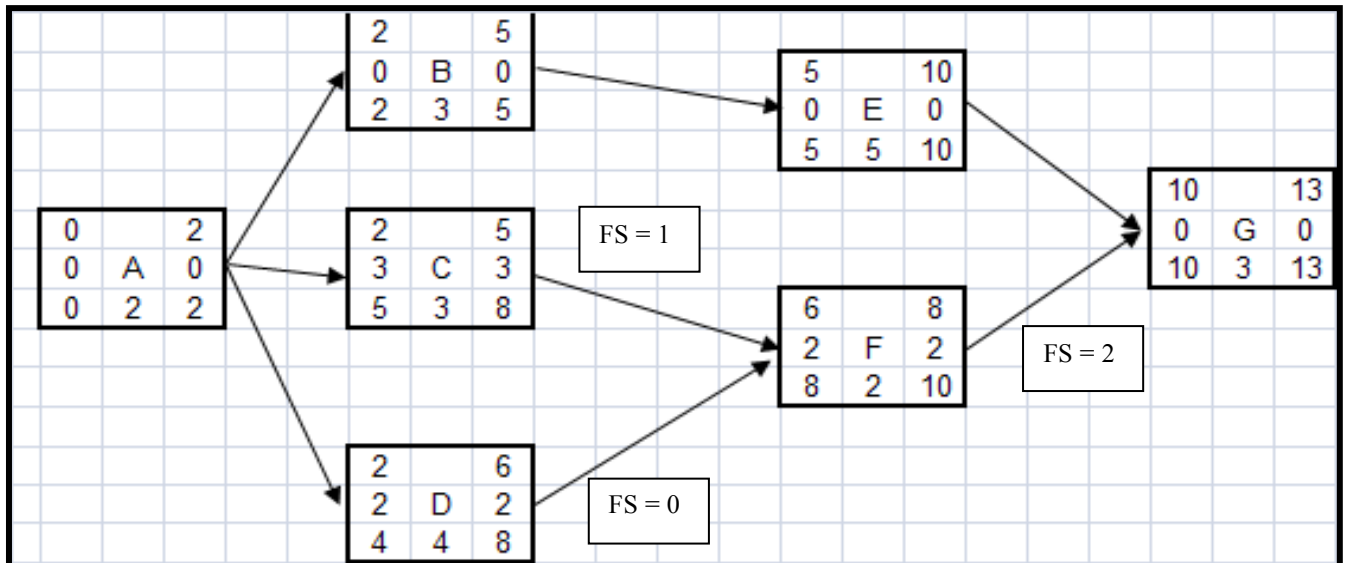 2 5
0 B 0
2 3 5
5 10
0 E 0
5 5 10
10 13
0 G 0
10 3 13
0 2
0 A 0
0 2 2
2 5
3 C 3
5 3 8
FS = 1
6 8
2 F 2
8 2 10
FS = 2
2 6
2 D 2
4 4 8
FS = 0